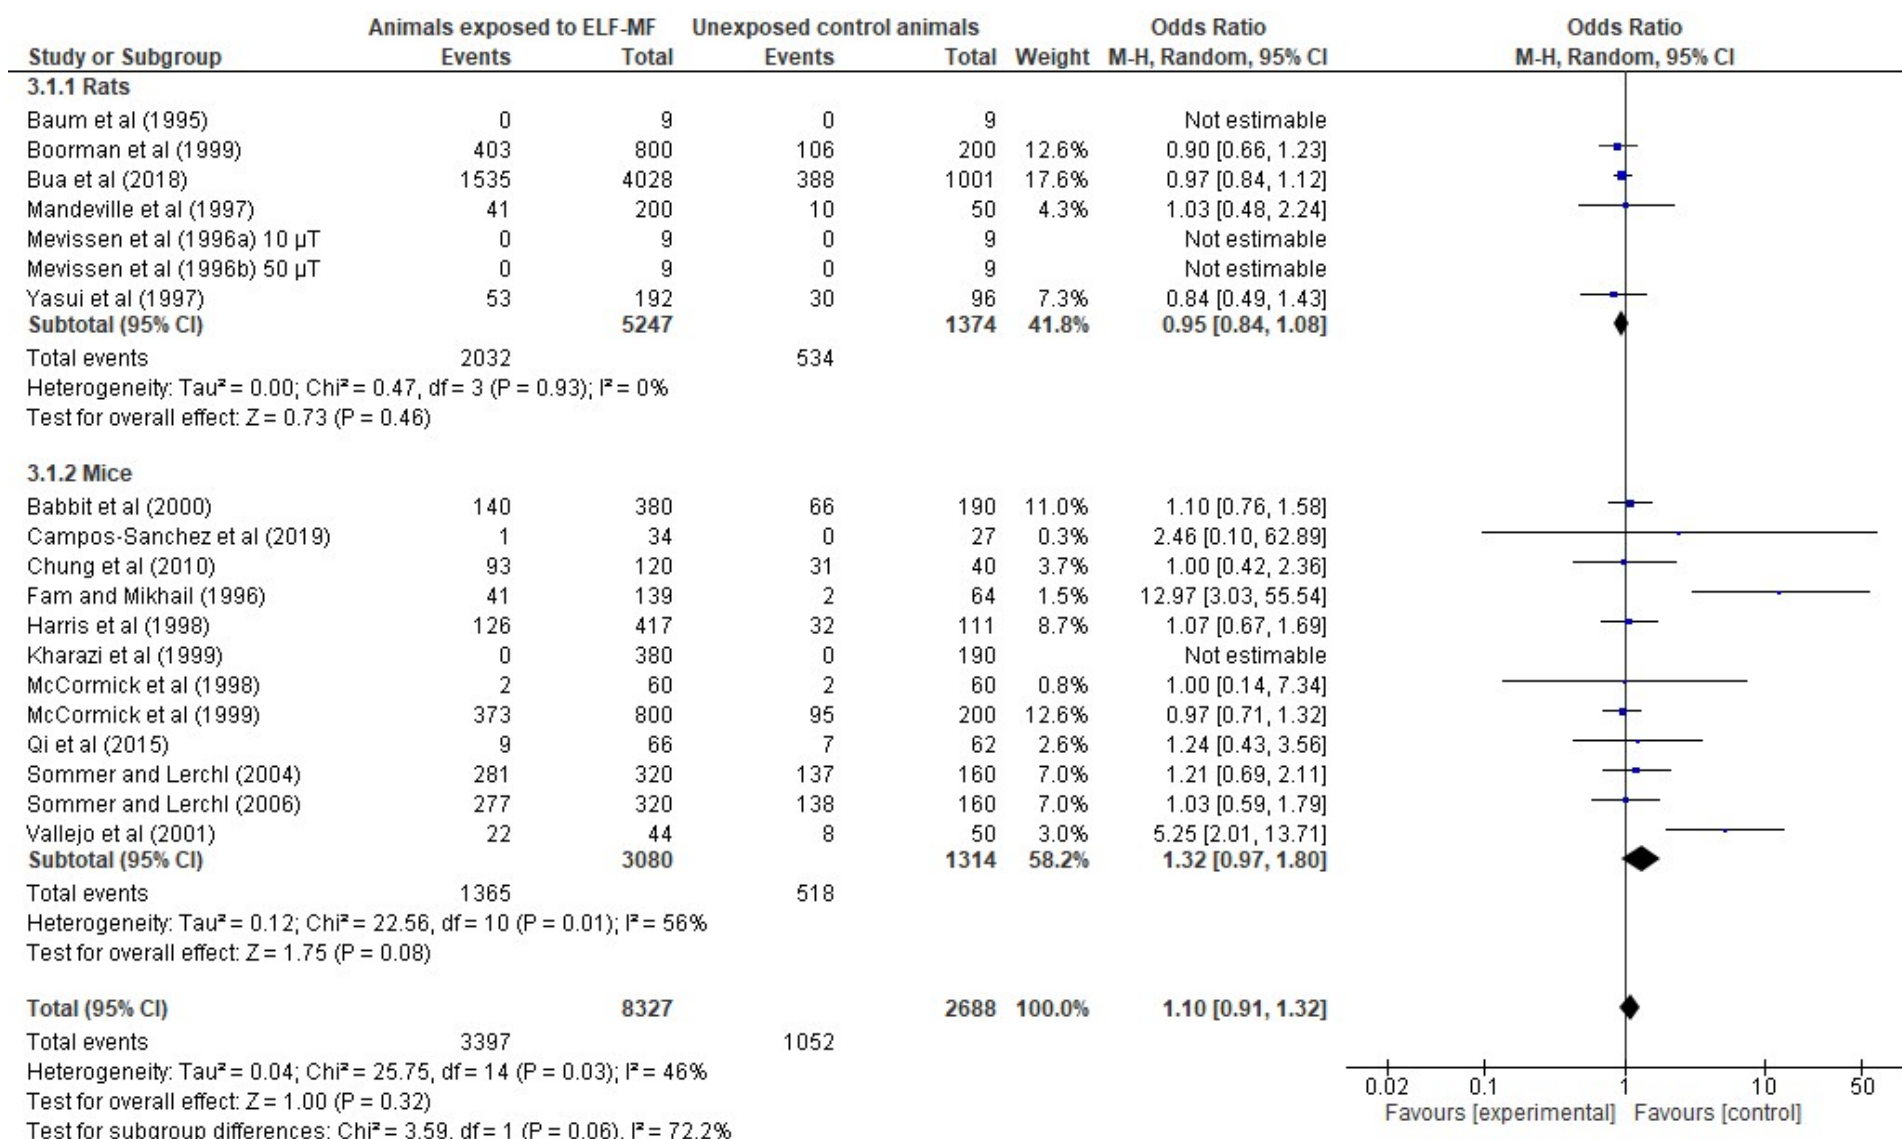 Animals exposed to ELF-MF Unexposed control animals Odds Ratio Odds Ratio
Study or Subgroup Events Total Events Total Weight M-H, Random, 95% CI M-H, Random, 95% CI
3.1.1 Rats
Baum et al (1995) 0 9 0 9 Not estimable
Boorman et al (1999) 403 800 106 200 12.6% 0.90 [0.66, 1.23]
Bua et al (2018) 1535 4028 388 1001 17.6% 0.97 [0.84, 1.12]
Mandeville et al (1997) 41 200 10 50 4.3% 1.03 [0.48, 2.24]
Mevissen et al (1996a) 10 µT 0 9 0 9 Not estimable
Mevissen et al (1996b) 50 µT 0 9 0 9 Not estimable
Yasui et al (1997) 53 192 30 96 7.3% 0.84 [0.49, 1.43]
Subtotal (95% CI) 5247 1374 41.8% 0.95 [0.84, 1.08]
Total events 2032 534
Heterogeneity: Tau² = 0.00; Chi² = 0.47, df = 3 (P = 0.93); I² = 0%
Test for overall effect: Z = 0.73 (P = 0.46)
3.1.2 Mice
Babbit et al (2000) 140 380 66 190 11.0% 1.10 [0.76, 1.58]
Campos-Sanchez et al (2019) 1 34 0 27 0.3% 2.46 [0.10, 62.89]
Chung et al (2010) 93 120 31 40 3.7% 1.00 [0.42, 2.36]
Fam and Mikhail (1996) 41 139 2 64 1.5% 12.97 [3.03, 55.54]
Harris et al (1998) 126 417 32 111 8.7% 1.07 [0.67, 1.69]
Kharazi et al (1999) 0 380 0 190 Not estimable
McCormick et al (1998) 2 60 2 60 0.8% 1.00 [0.14, 7.34]
McCormick et al (1999) 373 800 95 200 12.6% 0.97 [0.71, 1.32]
Qi et al (2015) 9 66 7 62 2.6% 1.24 [0.43, 3.56]
Sommer and Lerchl (2004) 281 320 137 160 7.0% 1.21 [0.69, 2.11]
Sommer and Lerchl (2006) 277 320 138 160 7.0% 1.03 [0.59, 1.79]
Vallejo et al (2001) 22 44 8 50 3.0% 5.25 [2.01, 13.71]
Subtotal (95% CI) 3080 1314 58.2% 1.32 [0.97, 1.80]
Total events 1365 518
Heterogeneity: Tau² = 0.12; Chi² = 22.56, df = 10 (P = 0.01); I² = 56%
Test for overall effect: Z = 1.75 (P = 0.08)
Total (95% CI) 8327 2688 100.0% 1.10 [0.91, 1.32]
Total events 3397 1052
Heterogeneity: Tau² = 0.04; Chi² = 25.75, df = 14 (P = 0.03); I² = 46%
Test for overall effect: Z = 1.00 (P = 0.32)
Test for subgroup differences: Chi² = 3.59, df = 1 (P = 0.06), I² = 72.2%
0.02 0.1 1 10 50
Favours [experimental] Favours [control]